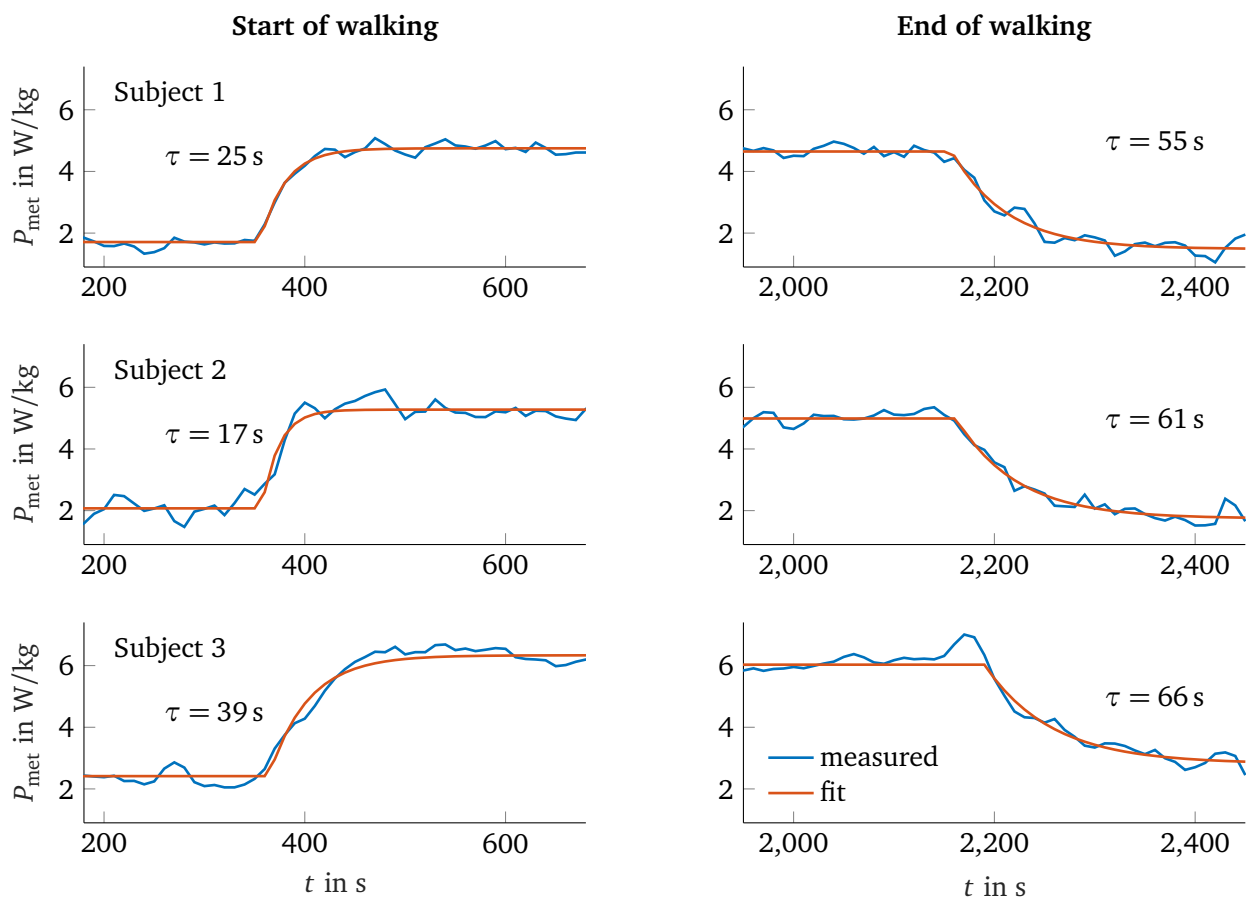 Start of walking
End of walking
P_met in W/kg
6
4
2
Subject 1
τ = 25 s
200
400
600
6
4
2
τ = 55 s
2,000
2,200
2,400
P_met in W/kg
6
4
2
Subject 2
τ = 17 s
200
400
600
6
4
2
τ = 61 s
2,000
2,200
2,400
P_met in W/kg
6
4
2
Subject 3
τ = 39 s
200
400
600
t in s
6
4
2
τ = 66 s
measured
fit
2,000
2,200
2,400
t in s